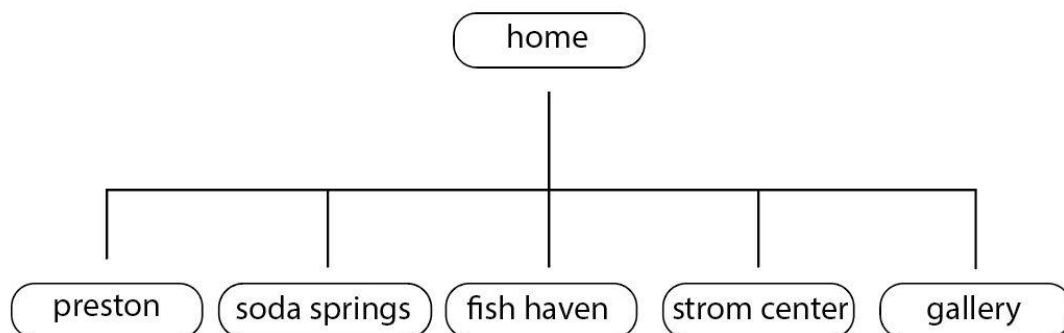 home
preston
soda springs
fish haven
strom center
gallery